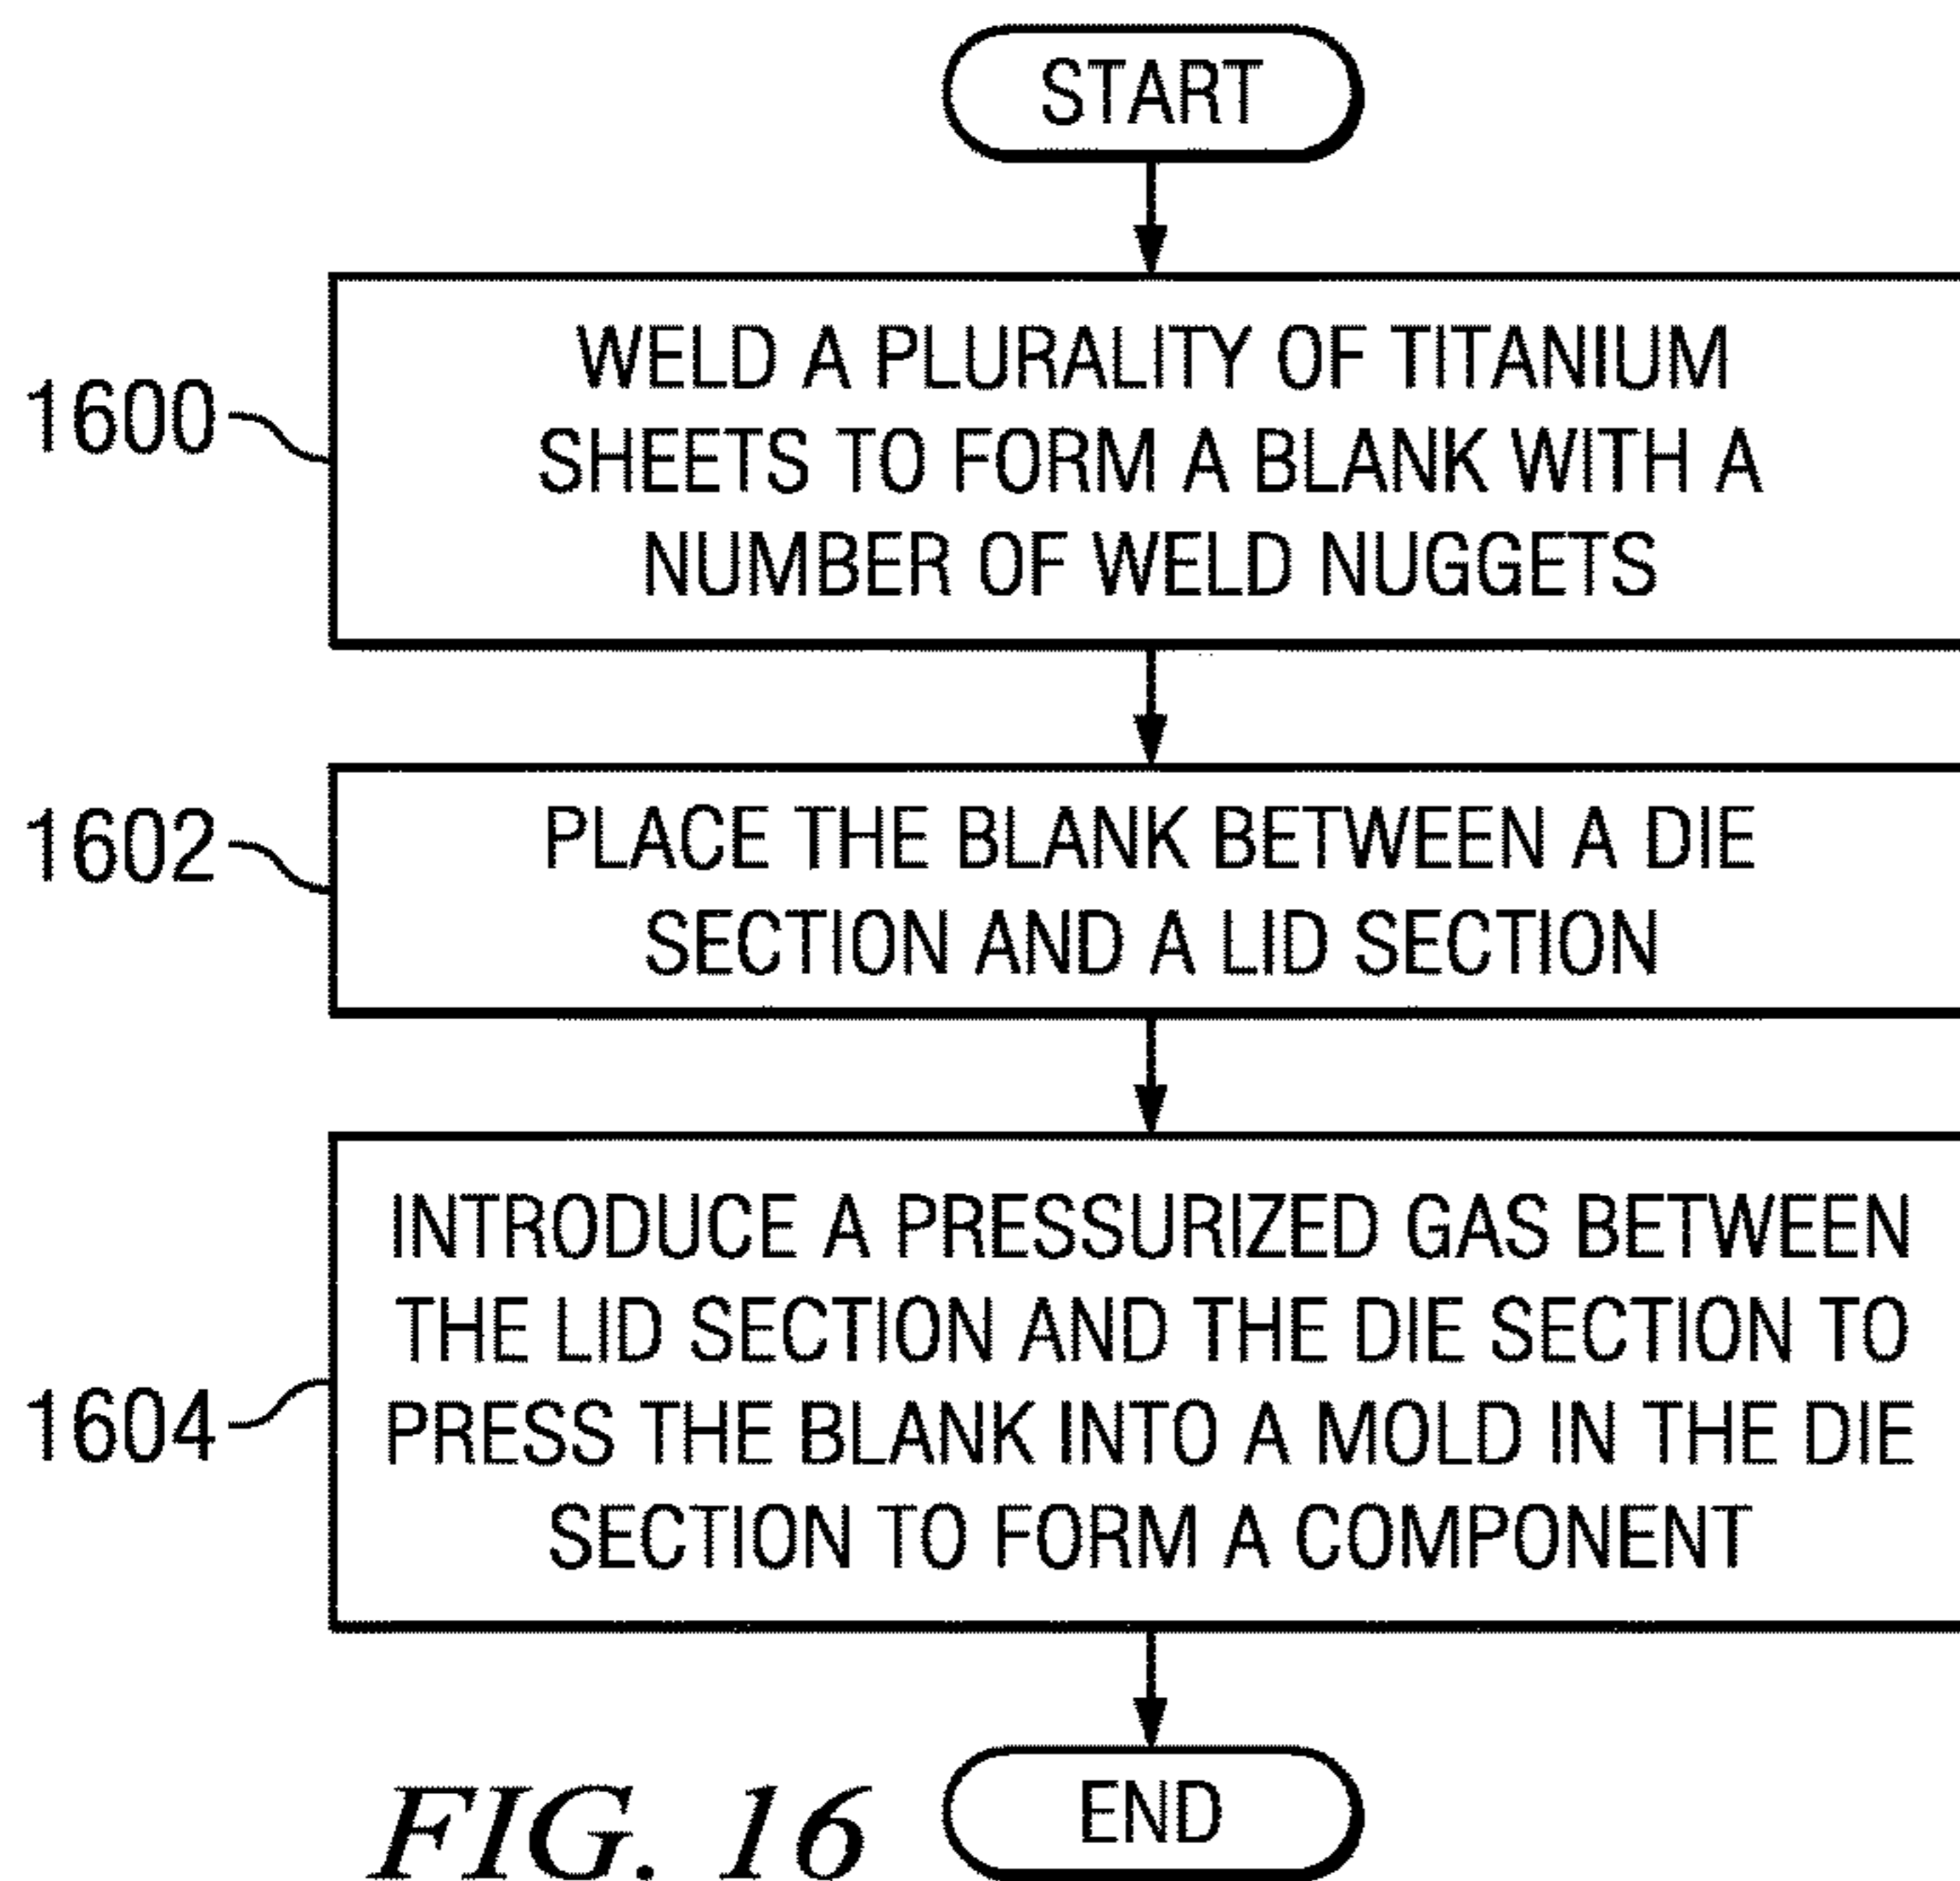 START
1600
WELD A PLURALITY OF TITANIUM
SHEETS TO FORM A BLANK WITH A
NUMBER OF WELD NUGGETS
1602
PLACE THE BLANK BETWEEN A DIE
SECTION AND A LID SECTION
1604
INTRODUCE A PRESSURIZED GAS BETWEEN
THE LID SECTION AND THE DIE SECTION TO
PRESS THE BLANK INTO A MOLD IN THE DIE
SECTION TO FORM A COMPONENT
END
FIG. 16